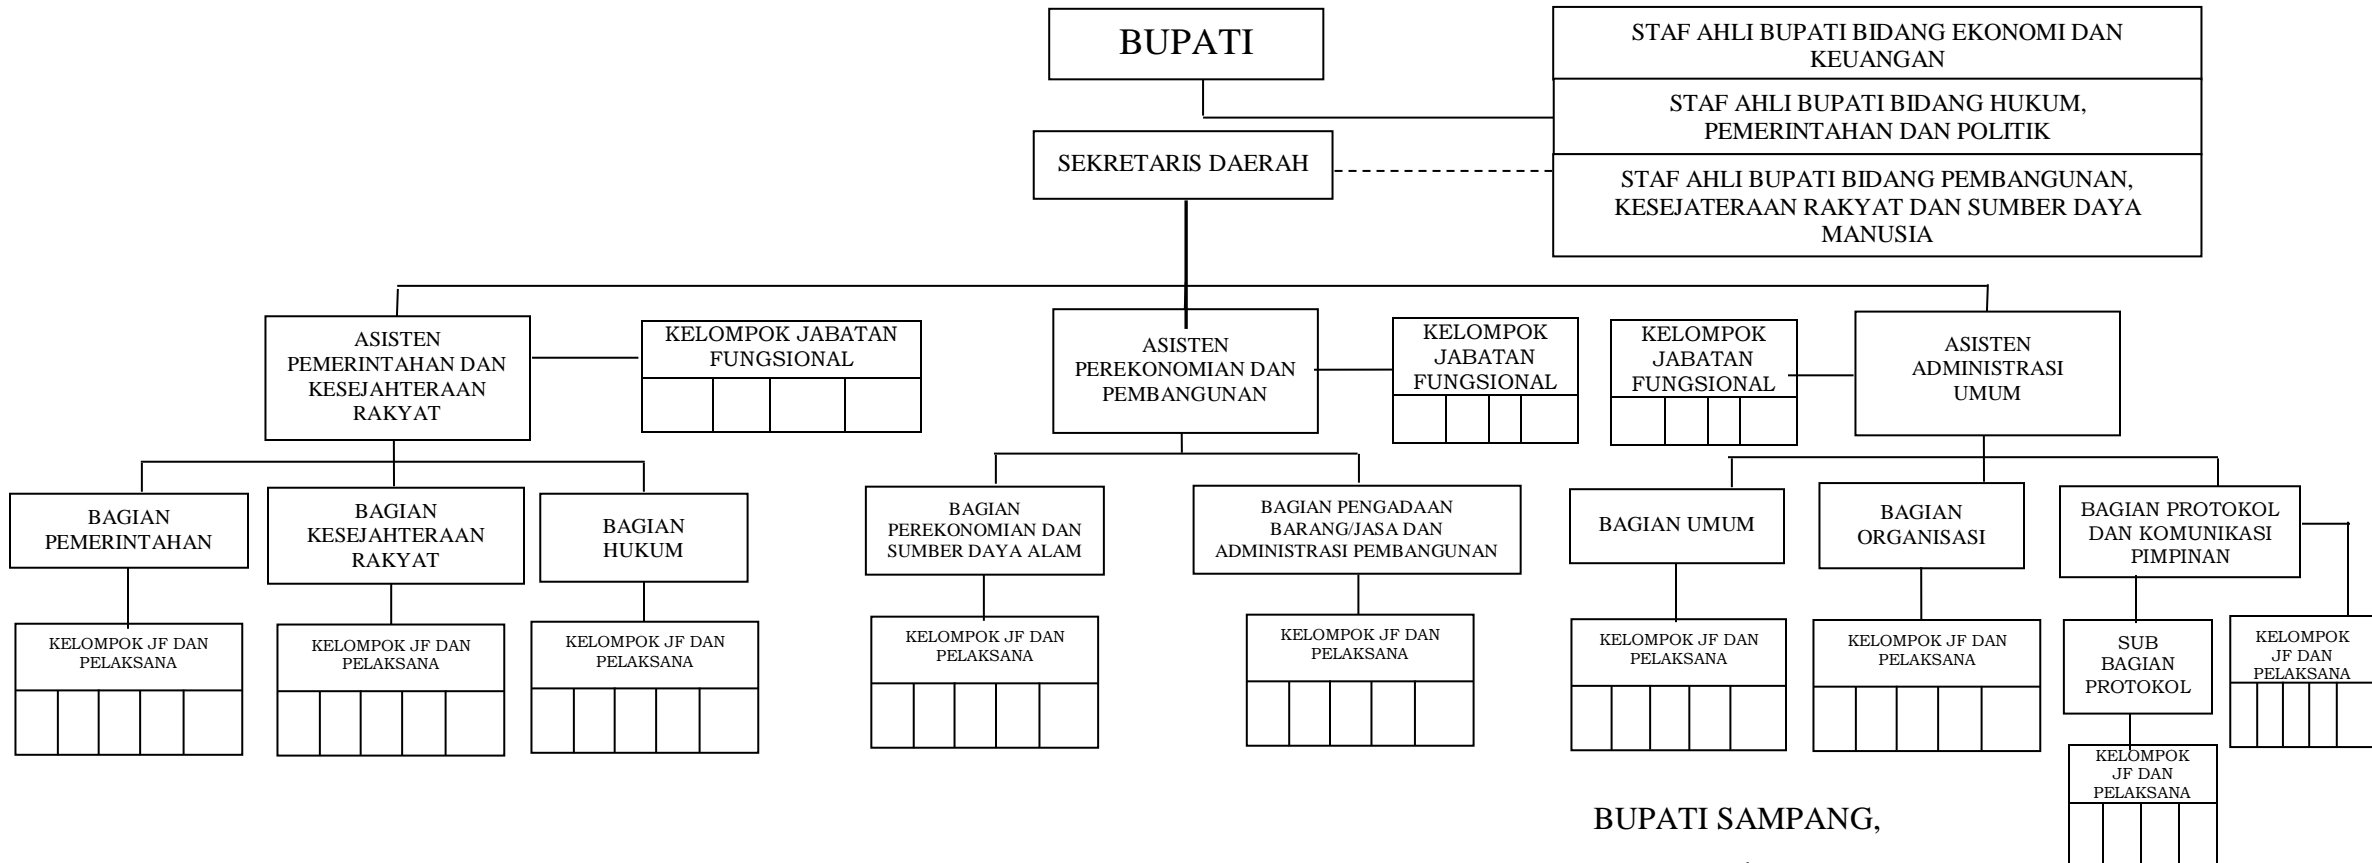 BUPATI
STAF AHLI BUPATI BIDANG EKONOMI DAN
KEUANGAN
STAF AHLI BUPATI BIDANG HUKUM,
PEMERINTAHAN DAN POLITIK
SEKRETARIS DAERAH
STAF AHLI BUPATI BIDANG PEMBANGUNAN,
KESEJATERAAN RAKYAT DAN SUMBER DAYA
MANUSIA
ASISTEN
PEMERINTAHAN DAN
KESEJAHTERAAN
RAKYAT
KELOMPOK JABATAN
FUNGSIONAL
ASISTEN
PEREKONOMIAN DAN
PEMBANGUNAN
KELOMPOK
JABATAN
FUNGSIONAL
KELOMPOK
JABATAN
FUNGSIONAL
ASISTEN
ADMINISTRASI
UMUM
BAGIAN
PEMERINTAHAN
BAGIAN
KESEJAHTERAAN
RAKYAT
BAGIAN
HUKUM
BAGIAN
PEREKONOMIAN DAN
SUMBER DAYA ALAM
BAGIAN PENGADAAN
BARANG/JASA DAN
ADMINISTRASI PEMBANGUNAN
BAGIAN UMUM
BAGIAN
ORGANISASI
BAGIAN PROTOKOL
DAN KOMUNIKASI
PIMPINAN
KELOMPOK JF DAN
PELAKSANA
KELOMPOK JF DAN
PELAKSANA
KELOMPOK JF DAN
PELAKSANA
KELOMPOK JF DAN
PELAKSANA
KELOMPOK JF DAN
PELAKSANA
KELOMPOK JF DAN
PELAKSANA
KELOMPOK JF DAN
PELAKSANA
SUB
BAGIAN
PROTOKOL
KELOMPOK
JF DAN
PELAKSANA
KELOMPOK
JF DAN
PELAKSANA
BUPATI SAMPANG,